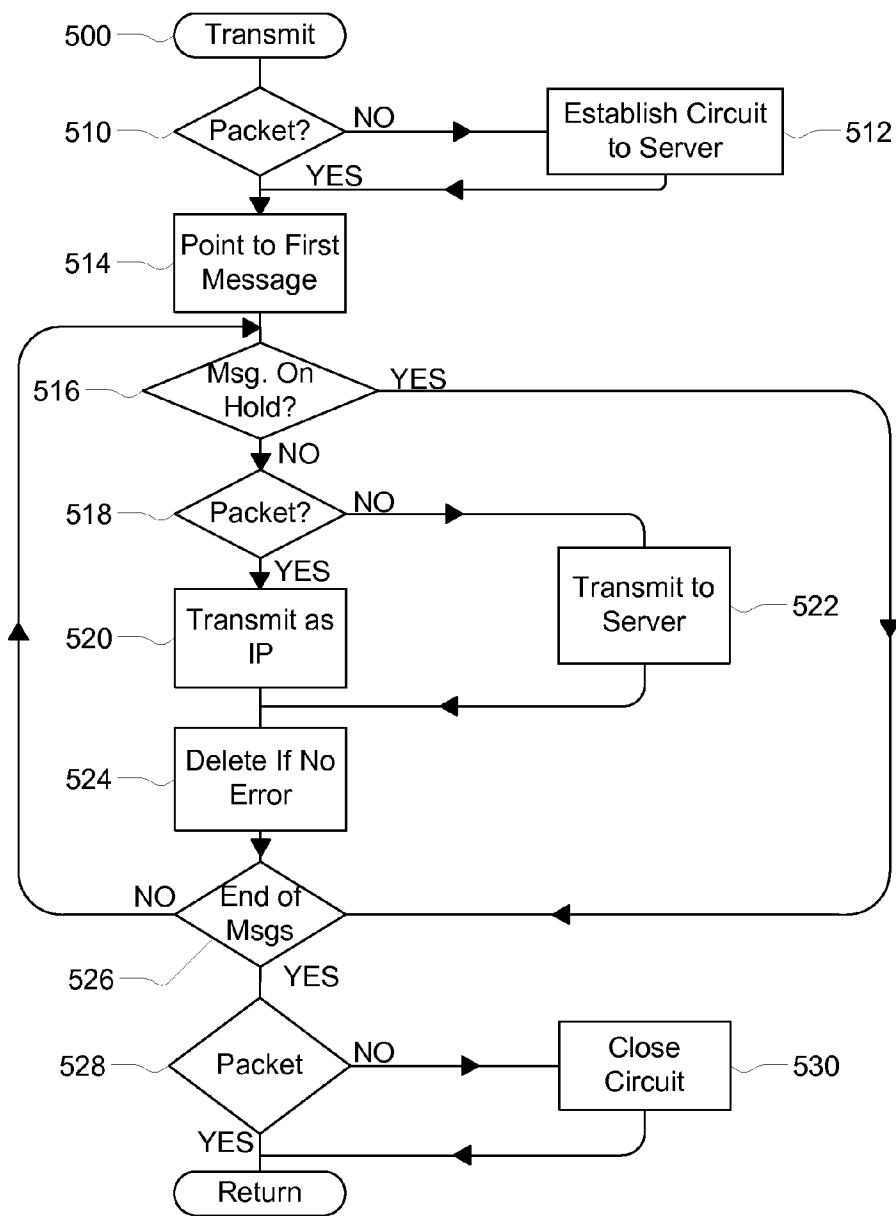 500
Transmit
510
Packet?
NO
Establish Circuit
to Server
512
YES
514
Point to First
Message
516
Msg. On
Hold?
YES
NO
518
Packet?
NO
YES
520
Transmit as
IP
Transmit to
Server
522
524
Delete If No
Error
NO
End of
Msgs
526
YES
528
Packet
NO
Close
Circuit
530
YES
Return